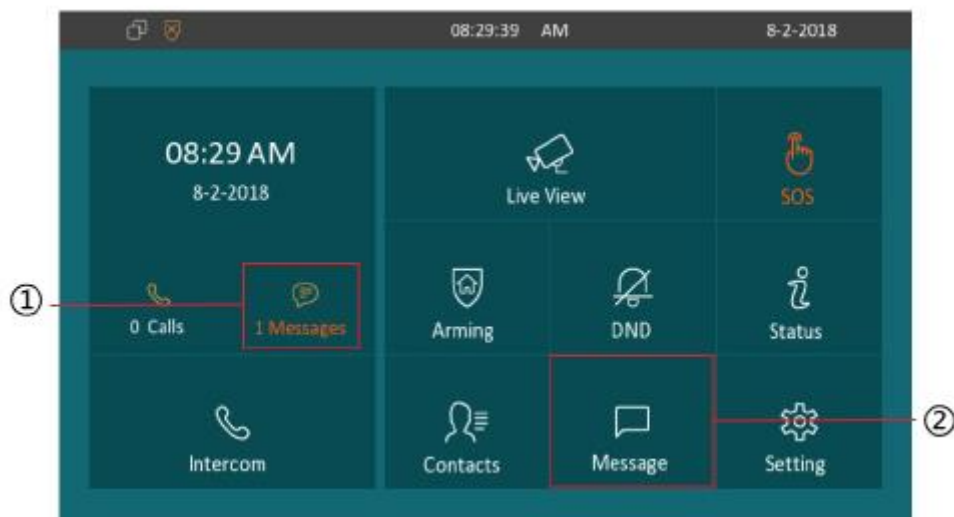 08:29:39 AM 8-2-2018
08:29 AM
8-2-2018
Live View
SOS
①
0 Calls
1 Messages
Arming
DND
Status
②
Intercom
Contacts
Message
Setting